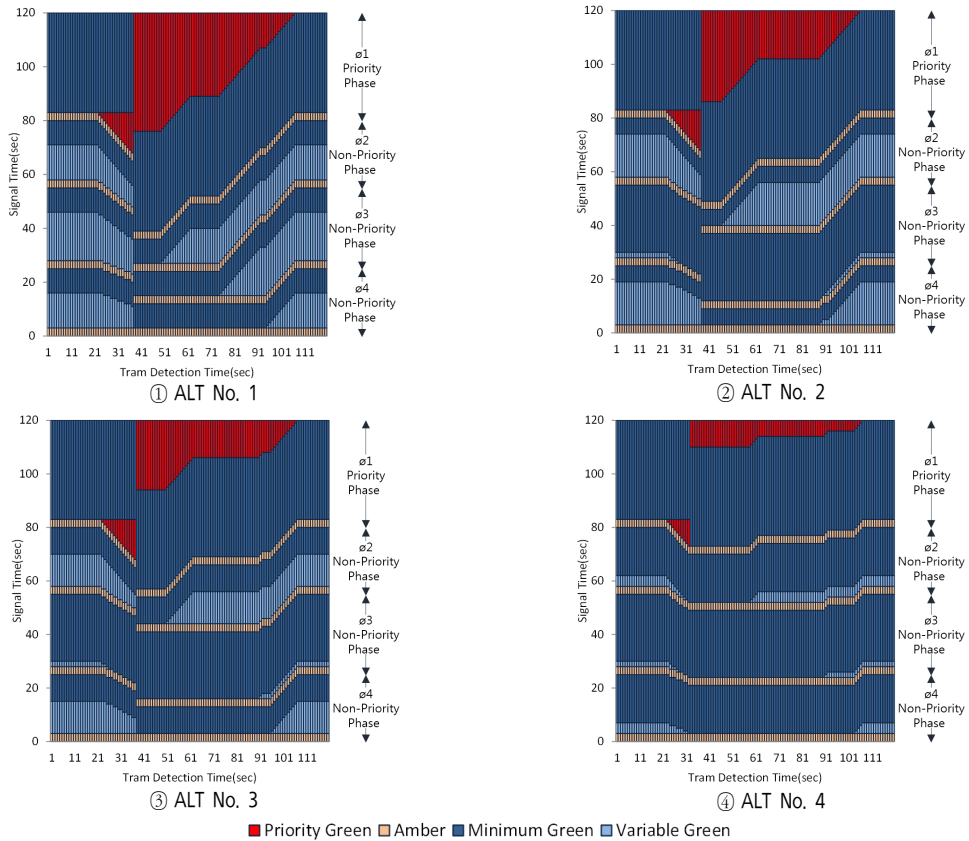 120
100
80
60
40
20
0
Signal Time(sec)
1 11 21 31 41 51 61 71 81 91 101 111
Tram Detection Time(sec)
ø1
Priority
Phase
ø2
Non-Priority
Phase
ø3
Non-Priority
Phase
ø4
Non-Priority
Phase
① ALT No. 1
120
100
80
60
40
20
0
Signal Time(sec)
1 11 21 31 41 51 61 71 81 91 101 111
Tram Detection Time(sec)
ø1
Priority
Phase
ø2
Non-Priority
Phase
ø3
Non-Priority
Phase
ø4
Non-Priority
Phase
② ALT No. 2
120
100
80
60
40
20
0
Signal Time(sec)
1 11 21 31 41 51 61 71 81 91 101 111
Tram Detection Time(sec)
ø1
Priority
Phase
ø2
Non-Priority
Phase
ø3
Non-Priority
Phase
ø4
Non-Priority
Phase
③ ALT No. 3
120
100
80
60
40
20
0
Signal Time(sec)
1 11 21 31 41 51 61 71 81 91 101 111
Tram Detection Time(sec)
ø1
Priority
Phase
ø2
Non-Priority
Phase
ø3
Non-Priority
Phase
ø4
Non-Priority
Phase
④ ALT No. 4
Priority Green Amber Minimum Green Variable Green